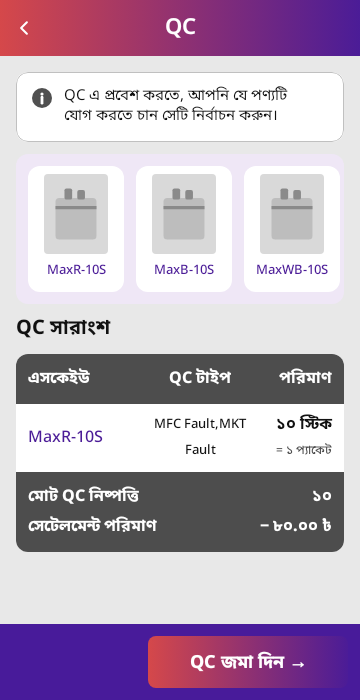 QC
QC এ প্রবেশ করতে, আপনি যে পণ্যটি
যোগ করতে চান সেটি নির্বাচন করুন।
MaxR-10S
MaxB-10S
MaxWB-10S
QC সারাংশ
এসকেইউ QC টাইপ পরিমাণ
MaxR-10S MFC Fault,MKT Fault ১০ স্টিক
= ১ প্যাকেট
মোট QC নিষ্পত্তি ১০
সেটেলমেন্ট পরিমাণ – ৮০.০০ ৳
QC জমা দিন →